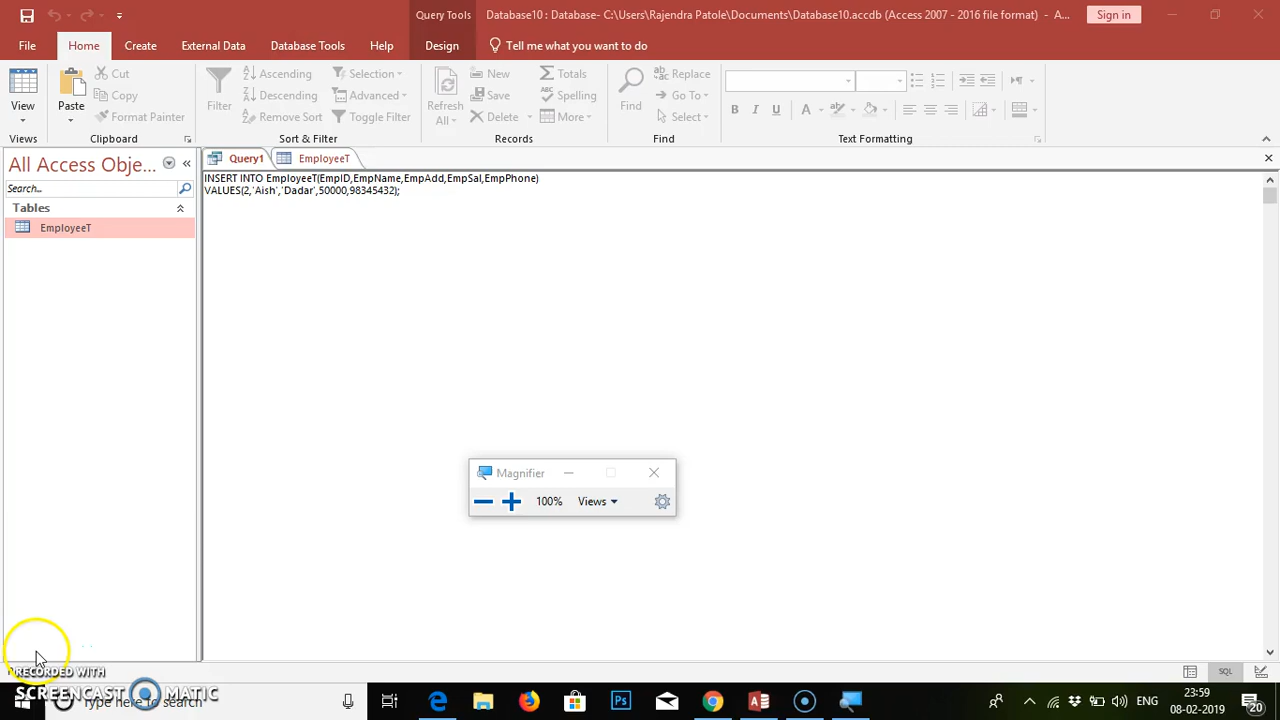 Query Tools
Database10 : Database- C:\Users\Rajendra Patole\Documents\Database10.accdb (Access 2007 - 2016 file format) - A...
Sign in
File
Home
Create
External Data
Database Tools
Help
Design
Tell me what you want to do
View
Paste
Cut
Copy
Format Painter
Filter
Ascending
Descending
Remove Sort
Selection
Advanced
Toggle Filter
Refresh
All
New
Save
Delete
Totals
Spelling
More
Find
Replace
Go To
Select
B I U A
Views
Clipboard
Sort & Filter
Records
Find
Text Formatting
All Access Obje...
Search...
Tables
EmployeeT
Query1
EmployeeT
INSERT INTO EmployeeT(EmpID,EmpName,EmpAdd,EmpSal,EmpPhone)
VALUES(2,'Aish','Dadar',50000,98345432);
Magnifier
100%
Views
RECORDED WITH
SCREENCAST MATIC
Type here to search
SQL
ENG
23:59
08-02-2019
20